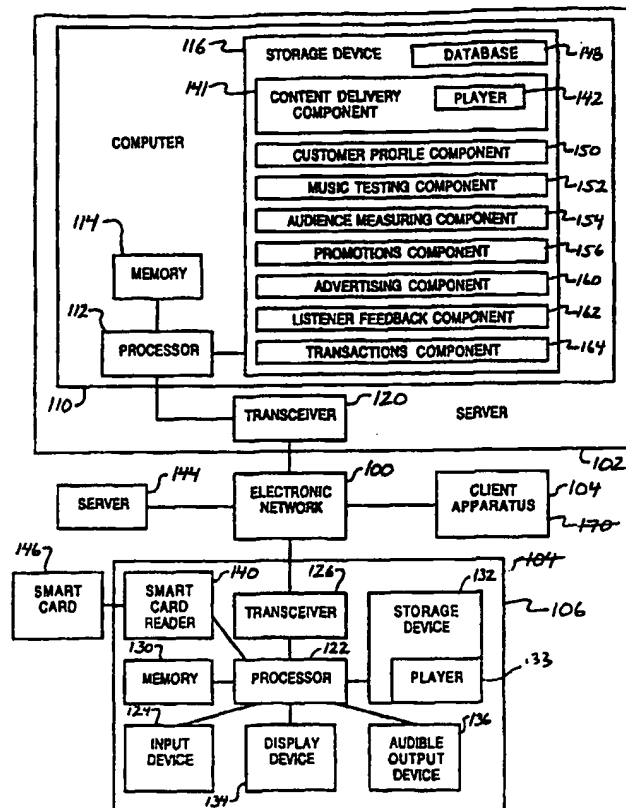 116
STORAGE DEVICE
DATABASE
148
141
CONTENT DELIVERY
COMPONENT
PLAYER
142
COMPUTER
CUSTOMER PROFILE COMPONENT
150
MUSIC TESTING COMPONENT
152
114
AUDIENCE MEASURING COMPONENT
154
MEMORY
PROMOTIONS COMPONENT
156
ADVERTISING COMPONENT
160
112
PROCESSOR
LISTENER FEEDBACK COMPONENT
162
TRANSACTIONS COMPONENT
164
110
TRANSCEIVER
120
SERVER
102
144
SERVER
100
ELECTRONIC
NETWORK
CLIENT
APPARATUS
104
170
146
SMART
CARD
140
SMART
CARD
READER
126
TRANSCEIVER
132
STORAGE
DEVICE
104
106
130
MEMORY
122
PROCESSOR
PLAYER
133
124
INPUT
DEVICE
DISPLAY
DEVICE
134
AUDIBLE
OUTPUT
DEVICE
136